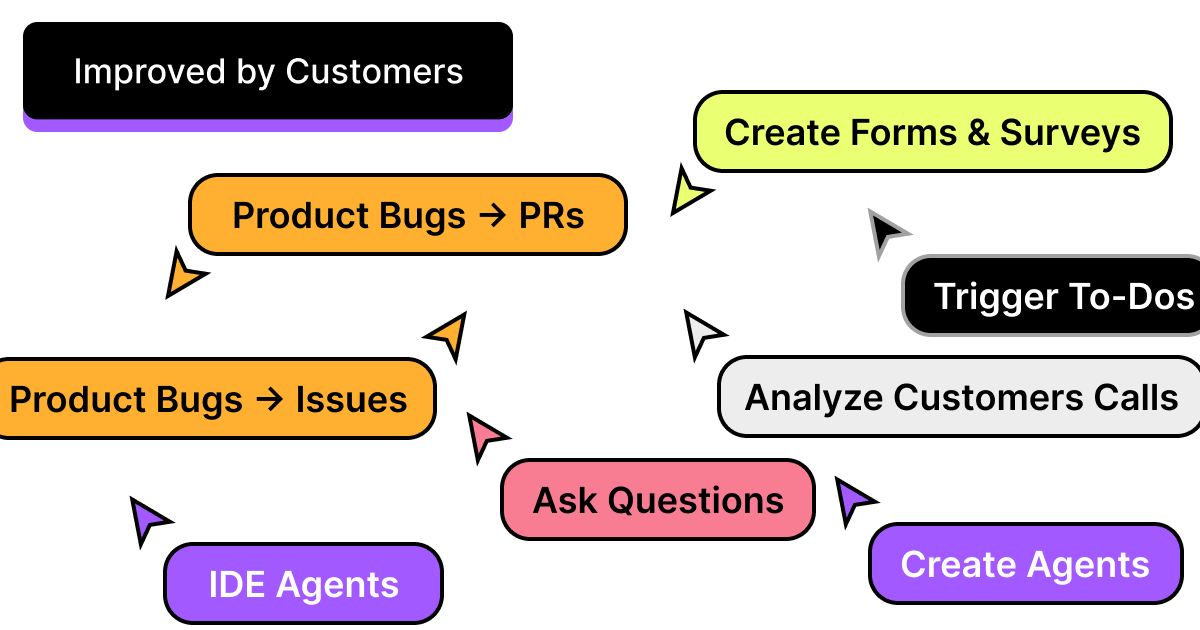 Improved by Customers
Create Forms & Surveys
Product Bugs → PRs
Trigger To-Dos
Product Bugs → Issues
Analyze Customers Calls
Ask Questions
Create Agents
IDE Agents